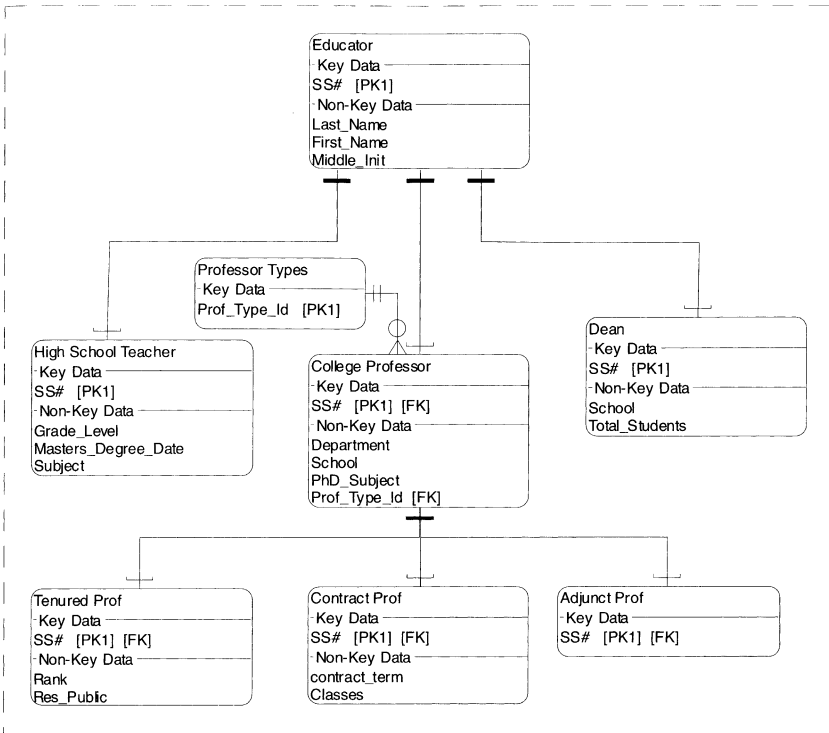 Educator
Key Data
SS# [PK1]
Non-Key Data
Last_Name
First_Name
Middle_Init
Professor Types
Key Data
Prof_Type_Id [PK1]
High School Teacher
Key Data
SS# [PK1]
Non-Key Data
Grade_Level
Masters_Degree_Date
Subject
College Professor
Key Data
SS# [PK1] [FK]
Non-Key Data
Department
School
PhD_Subject
Prof_Type_Id [FK]
Dean
Key Data
SS# [PK1]
Non-Key Data
School
Total_Students
Tenured Prof
Key Data
SS# [PK1] [FK]
Non-Key Data
Rank
Res_Public
Contract Prof
Key Data
SS# [PK1] [FK]
Non-Key Data
contract_term
Classes
Adjunct Prof
Key Data
SS# [PK1] [FK]